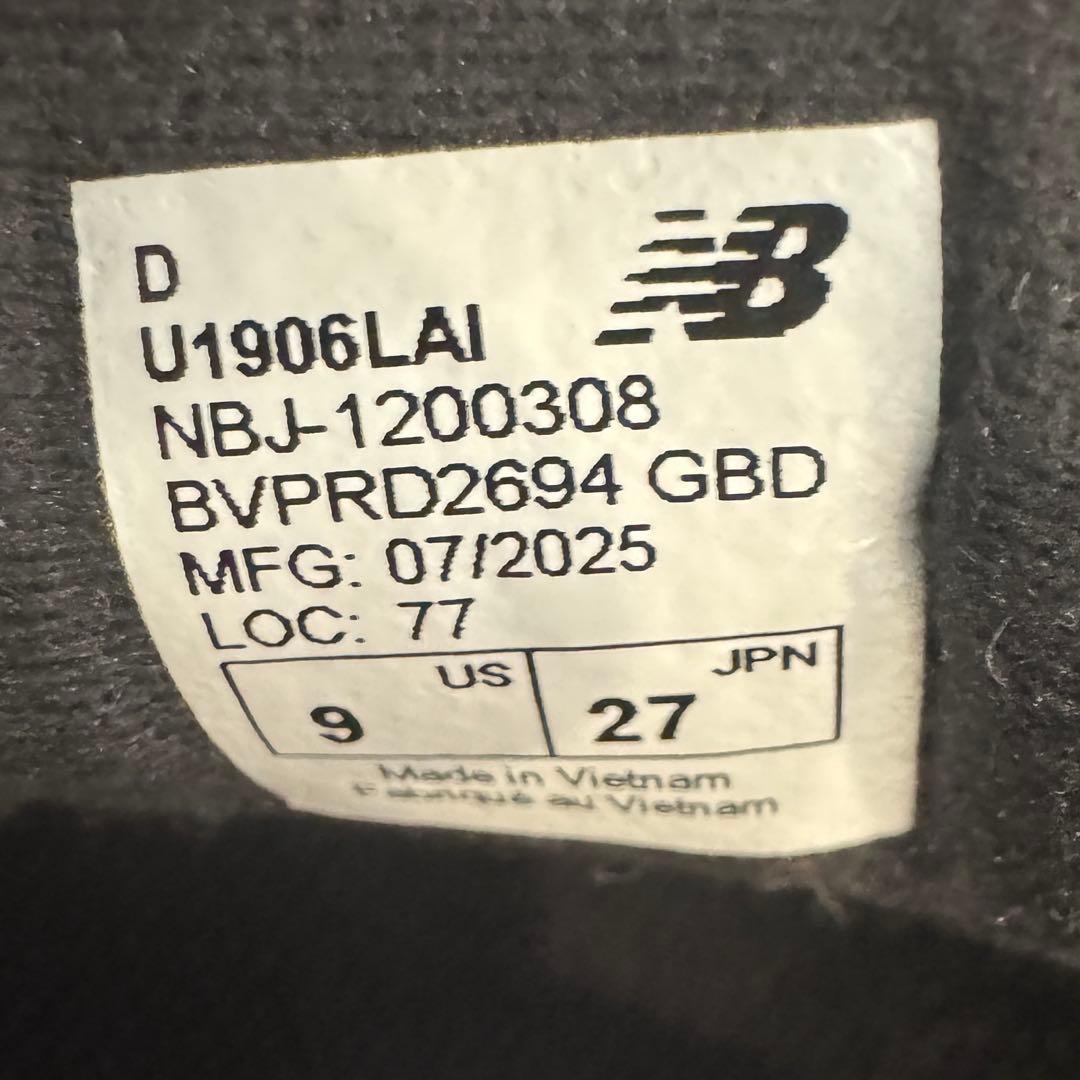 D
NB
U1906LAI
NBJ-1200308
BVPRD2694 GBD
MFG: 07/2025
LOC: 77
9 US 27 JPN
Made in Vietnam
Fabriqué au Vietnam